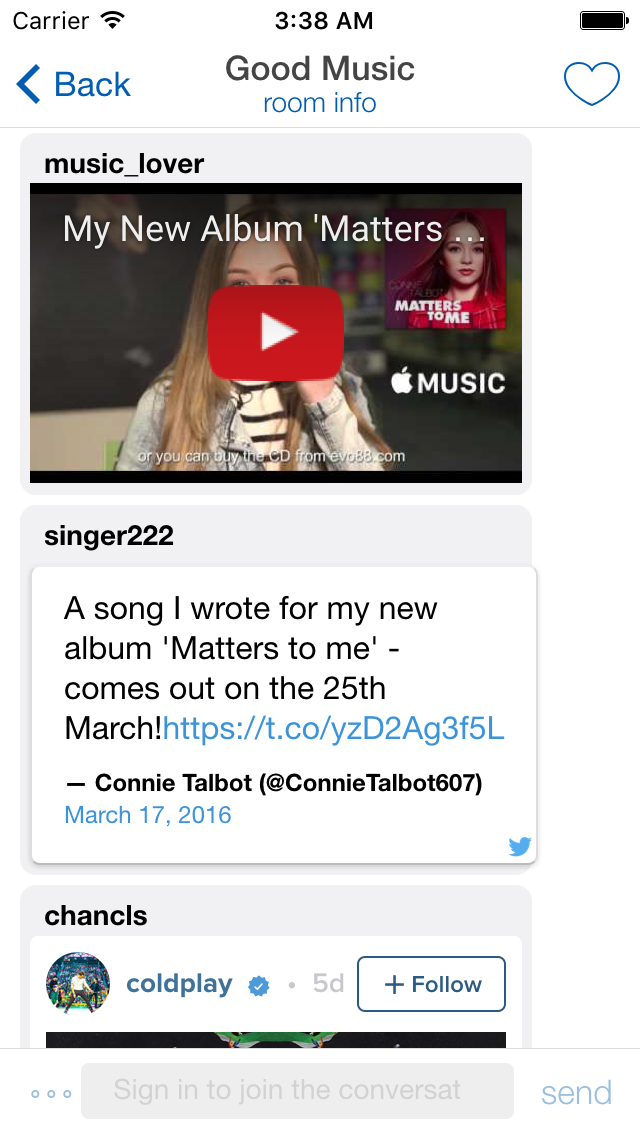 Carrier 3:38 AM
Back Good Music
room info
music_lover
My New Album 'Matters ...
CONNIE TALBOT
MATTERS
TO ME
MUSIC
or you can buy the CD from evo88.com
singer222
A song I wrote for my new
album 'Matters to me' -
comes out on the 25th
March!https://t.co/yzD2Ag3f5L
— Connie Talbot (@ConnieTalbot607)
March 17, 2016
chancls
coldplay • 5d + Follow
Sign in to join the conversat send